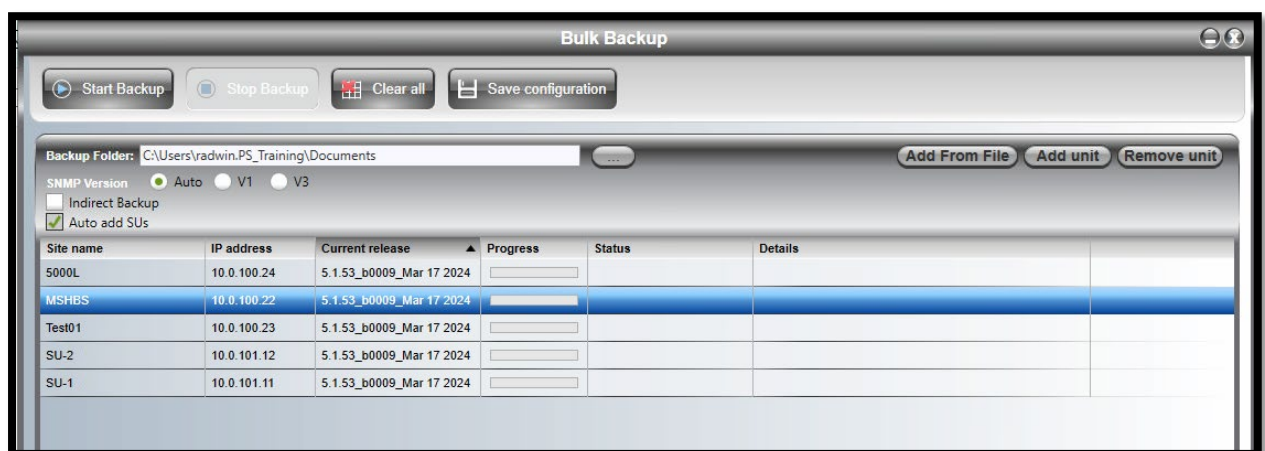 Bulk Backup
Start Backup Stop Backup Clear all Save configuration
Backup Folder: C:\Users\radwin.PS_Training\Documents ... Add From File Add unit Remove unit
SNMP Version Auto V1 V3
Indirect Backup
Auto add SUs
Site name IP address Current release Progress Status Details
5000L 10.0.100.24 5.1.53_b0009_Mar 17 2024
MSHBS 10.0.100.22 5.1.53_b0009_Mar 17 2024
Test01 10.0.100.23 5.1.53_b0009_Mar 17 2024
SU-2 10.0.101.12 5.1.53_b0009_Mar 17 2024
SU-1 10.0.101.11 5.1.53_b0009_Mar 17 2024